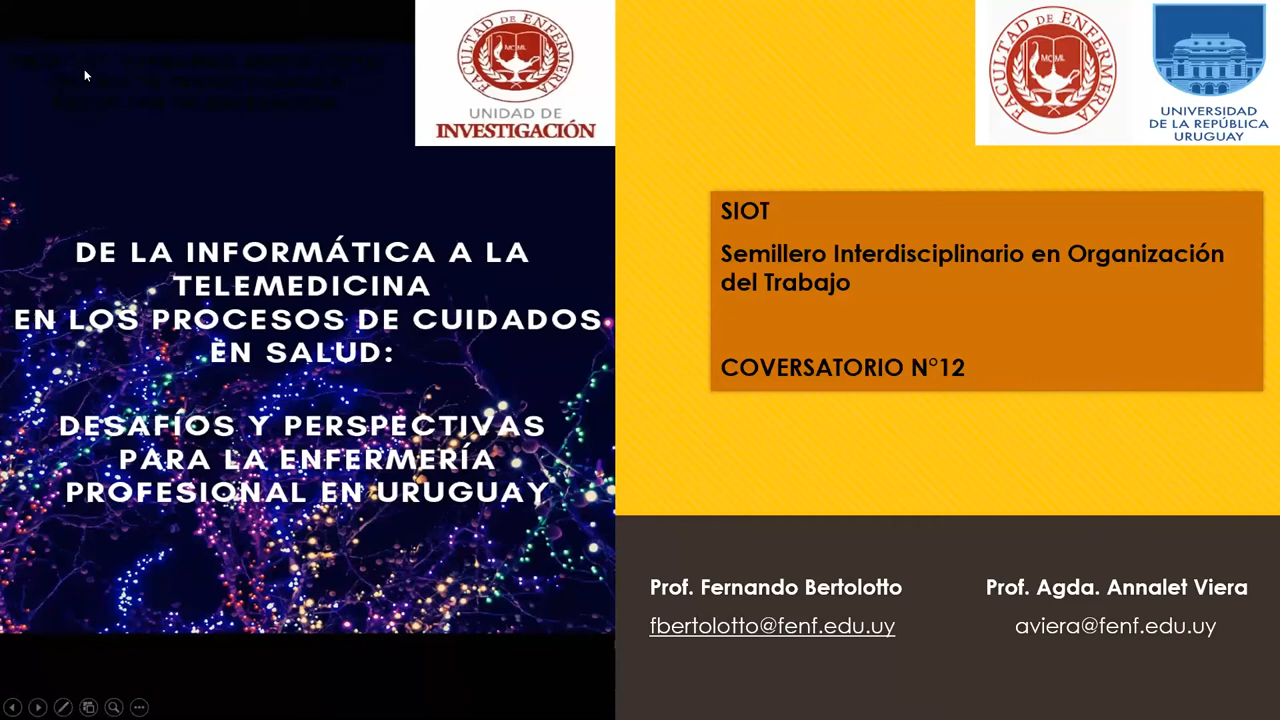 FACULTAD DE ENFERMERÍA
MCML
UNIDAD DE
INVESTIGACIÓN
DE LA INFORMÁTICA A LA
TELEMEDICINA
EN LOS PROCESOS DE CUIDADOS
EN SALUD:
DESAFÍOS Y PERSPECTIVAS
PARA LA ENFERMERÍA
PROFESIONAL EN URUGUAY
FACULTAD DE ENFERMERÍA
MCML
UNIVERSIDAD
DE LA REPÚBLICA
URUGUAY
SIOT
Semillero Interdisciplinario en Organización
del Trabajo
COVERSATORIO N°12
Prof. Fernando Bertolotto
fbertolotto@fenf.edu.uy
Prof. Agda. Annalet Viera
aviera@fenf.edu.uy